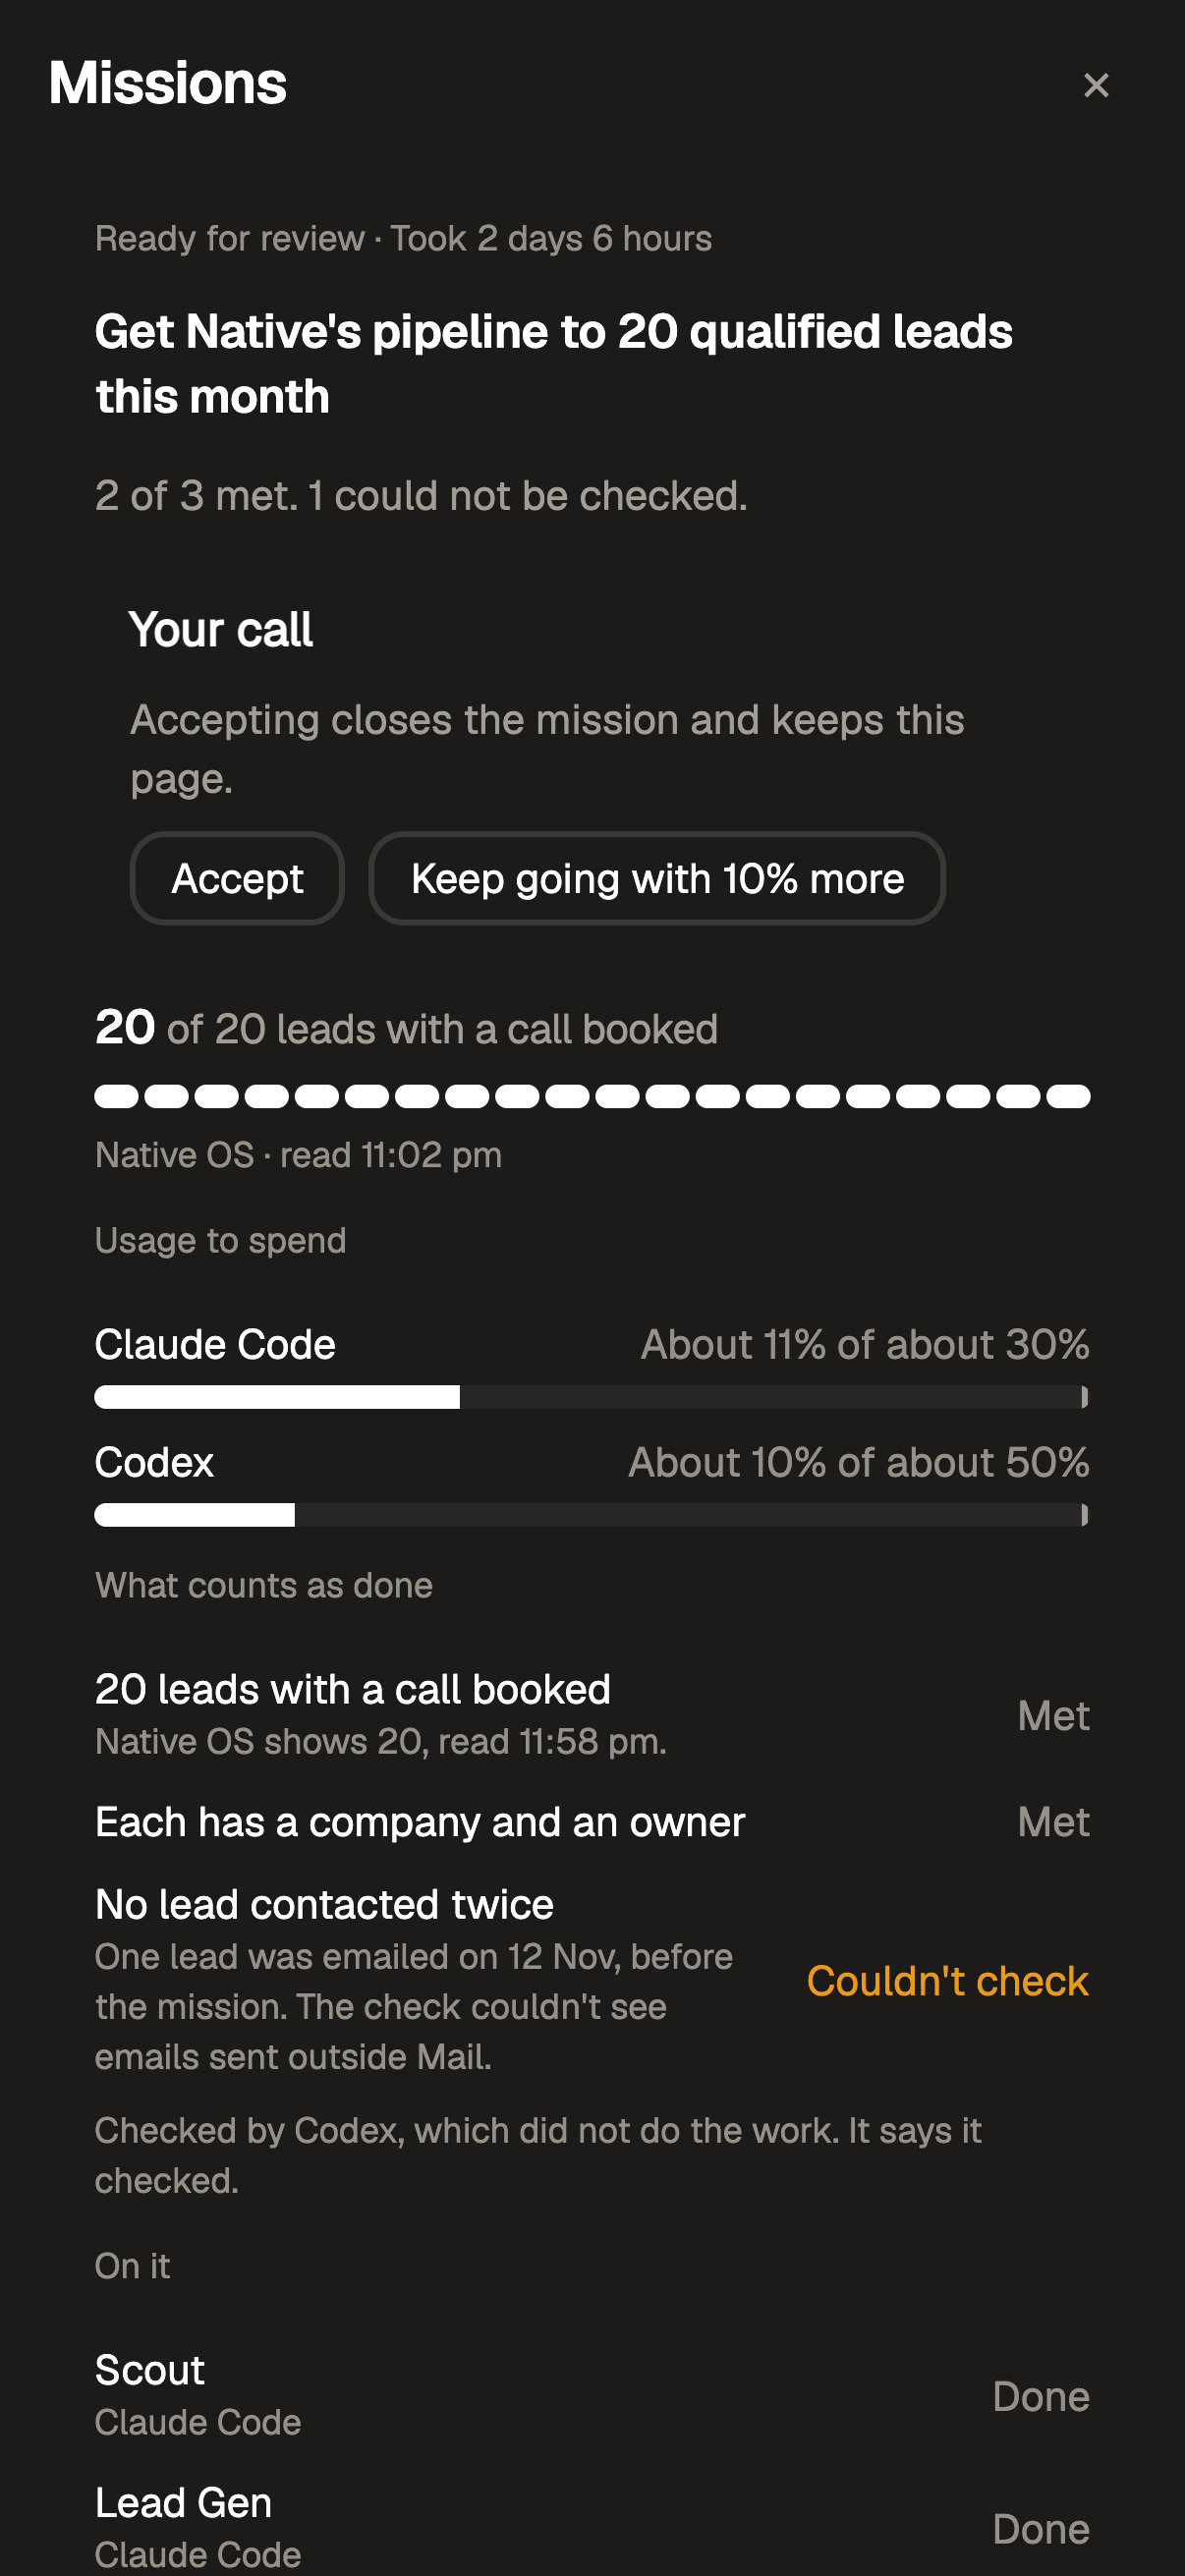 Missions
×
Ready for review · Took 2 days 6 hours
Get Native's pipeline to 20 qualified leads
this month
2 of 3 met. 1 could not be checked.
Your call
Accepting closes the mission and keeps this
page.
Accept
Keep going with 10% more
20 of 20 leads with a call booked
Native OS · read 11:02 pm
Usage to spend
Claude Code
About 11% of about 30%
Codex
About 10% of about 50%
What counts as done
20 leads with a call booked
Native OS shows 20, read 11:58 pm.
Met
Each has a company and an owner
Met
No lead contacted twice
One lead was emailed on 12 Nov, before
the mission. The check couldn't see
emails sent outside Mail.
Couldn't check
Checked by Codex, which did not do the work. It says it
checked.
On it
Scout
Claude Code
Done
Lead Gen
Claude Code
Done